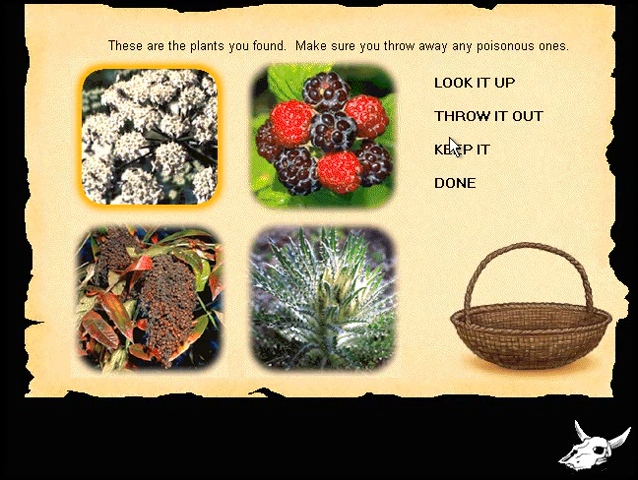 These are the plants you found.  Make sure you throw away any poisonous ones.
LOOK IT UP
THROW IT OUT
KEEP IT
DONE